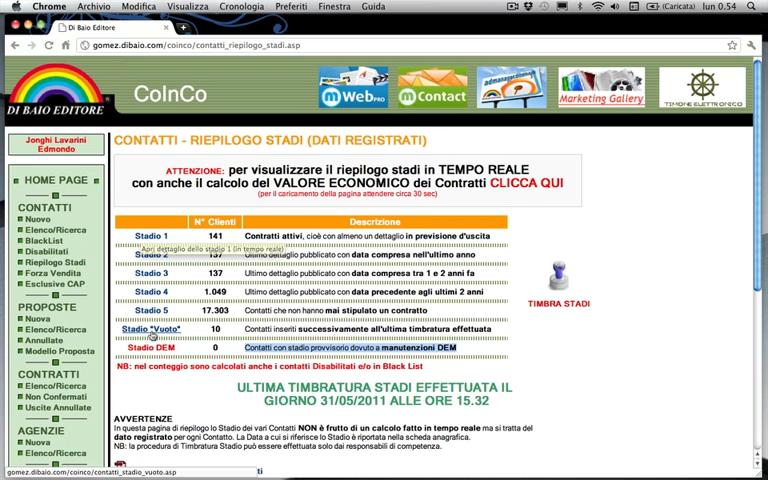 Chrome Archivio Modifica Visualizza Cronologia Preferiti Finestra Guida (Carica) lun 0.54
Di Baio Editore
gomez.dibaio.com/coinco/contatti_riepilogo_stadi.asp
DI BAIO EDITORE
CoInCo
mWeb PRO
mContact
Marketing Gallery
TIMONE ELETTRONICO
Jonghi Lavarini
Edmondo
HOME PAGE
CONTATTI
Nuovo
Elenco/Ricerca
BlackList
Disabilitati
Riepilogo Stadi
Forza Vendita
Esclusive CAP
PROPOSTE
Nuova
Elenco/Ricerca
Annullate
Modello Proposta
CONTRATTI
Elenco/Ricerca
Non Confermati
Uscite Annullate
AGENZIE
Nuova
Elenco/Ricerca
CONTATTI - RIEPILOGO STADI (DATI REGISTRATI)
ATTENZIONE: per visualizzare il riepilogo stadi in TEMPO REALE
con anche il calcolo del VALORE ECONOMICO dei Contratti CLICCA QUI
(per il caricamento della pagina attendere circa 30 sec)
N° Clienti Descrizione
Stadio 1 141 Contratti attivi, cioè con almeno un dettaglio in previsione d'uscita
Apri dettaglio dello stadio 1 (in tempo reale)
Stadio 2 137 Ultimo dettaglio pubblicato con data compresa nell'ultimo anno
Stadio 3 137 Ultimo dettaglio pubblicato con data compresa tra 1 e 2 anni fa
Stadio 4 1.049 Ultimo dettaglio pubblicato con data precedente agli ultimi 2 anni
Stadio 5 17.303 Contatti che non hanno mai stipulato un contratto
Stadio "Vuoto" 10 Contatti inseriti successivamente all'ultima timbratura effettuata
Stadio DEM 0 Contatti con stadio provvisorio dovuto a manutenzioni DEM
NB: nel conteggio sono calcolati anche i contatti Disabilitati e/o in Black List
TIMBRA STADI
ULTIMA TIMBRATURA STADI EFFETTUATA IL
GIORNO 31/05/2011 ALLE ORE 15.32
AVVERTENZE
In questa pagina di riepilogo lo Stadio dei vari Contatti NON è frutto di un calcolo fatto in tempo reale ma si tratta del
dato registrato per ogni Contatto. La Data a cui si riferisce lo Stadio è riportata nella scheda anagrafica.
NB: la procedura di Timbratura Stadio può essere effettuata solo dai responsabili di competenza.
gomez.dibaio.com/coinco/contatti_stadio_vuoto.asp